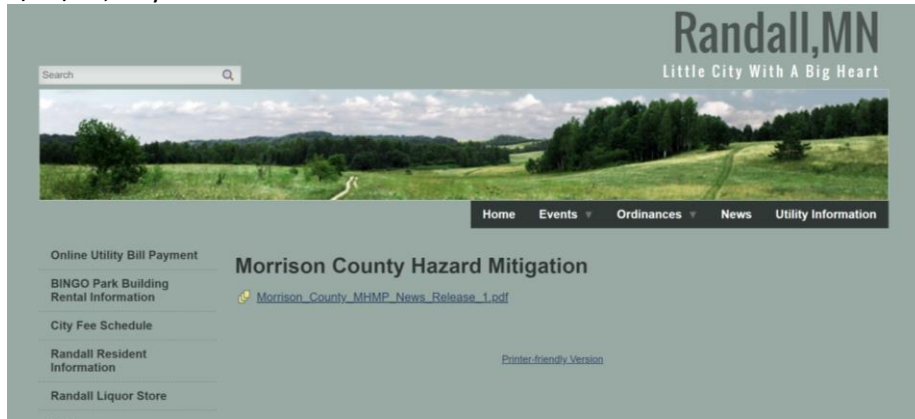 Randall,MN
Little City With A Big Heart
Search
Home Events Ordinances News Utility Information
Online Utility Bill Payment
BINGO Park Building
Rental Information
City Fee Schedule
Randall Resident
Information
Randall Liquor Store
Morrison County Hazard Mitigation
Morrison_County_MHMP_News_Release_1.pdf
Printer-friendly Version